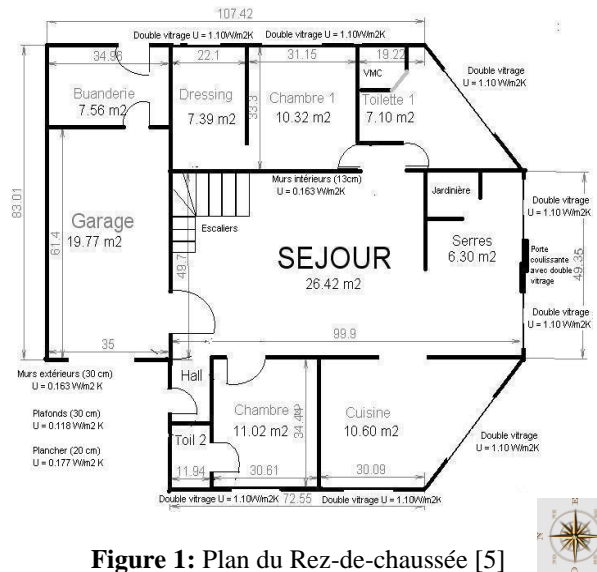 107.42
Double vitrage U = 1.10W/m2K Double vitrage U = 1.10W/m2K
34.96 22.1 31.15 19.22
Double vitrage
U = 1.10 W/m2K
VMC
Buanderie
7.56 m2
Dressing
7.39 m2
33.3
Chambre 1
10.32 m2
Toilette 1
7.10 m2
Murs intérieurs (13cm)
U = 0.163 W/m2K
Jardinière
Double vitrage
U = 1.10 W/m2K
83.01
61.4
Garage
19.77 m2
Escaliers
49.7
SEJOUR
26.42 m2
Serres
6.30 m2
Porte
coulissante
avec double
vitrage
49.35
Double vitrage
U = 1.10 W/m2K
35
99.9
Murs extérieurs (30 cm)
U = 0.163 W/m2 K
Plafonds (30 cm)
U = 0.118 W/m2 K
Plancher (20 cm)
U = 0.177 W/m2 K
Hall
Toil 2
Chambre
11.02 m2
Cuisine
10.60 m2
Double vitrage
U = 1.10 W/m2K
11.94 30.61 30.09
Double vitrage U = 1.10W/m2K Double vitrage U = 1.10W/m2K
72.55
Figure 1: Plan du Rez-de-chaussée [5]